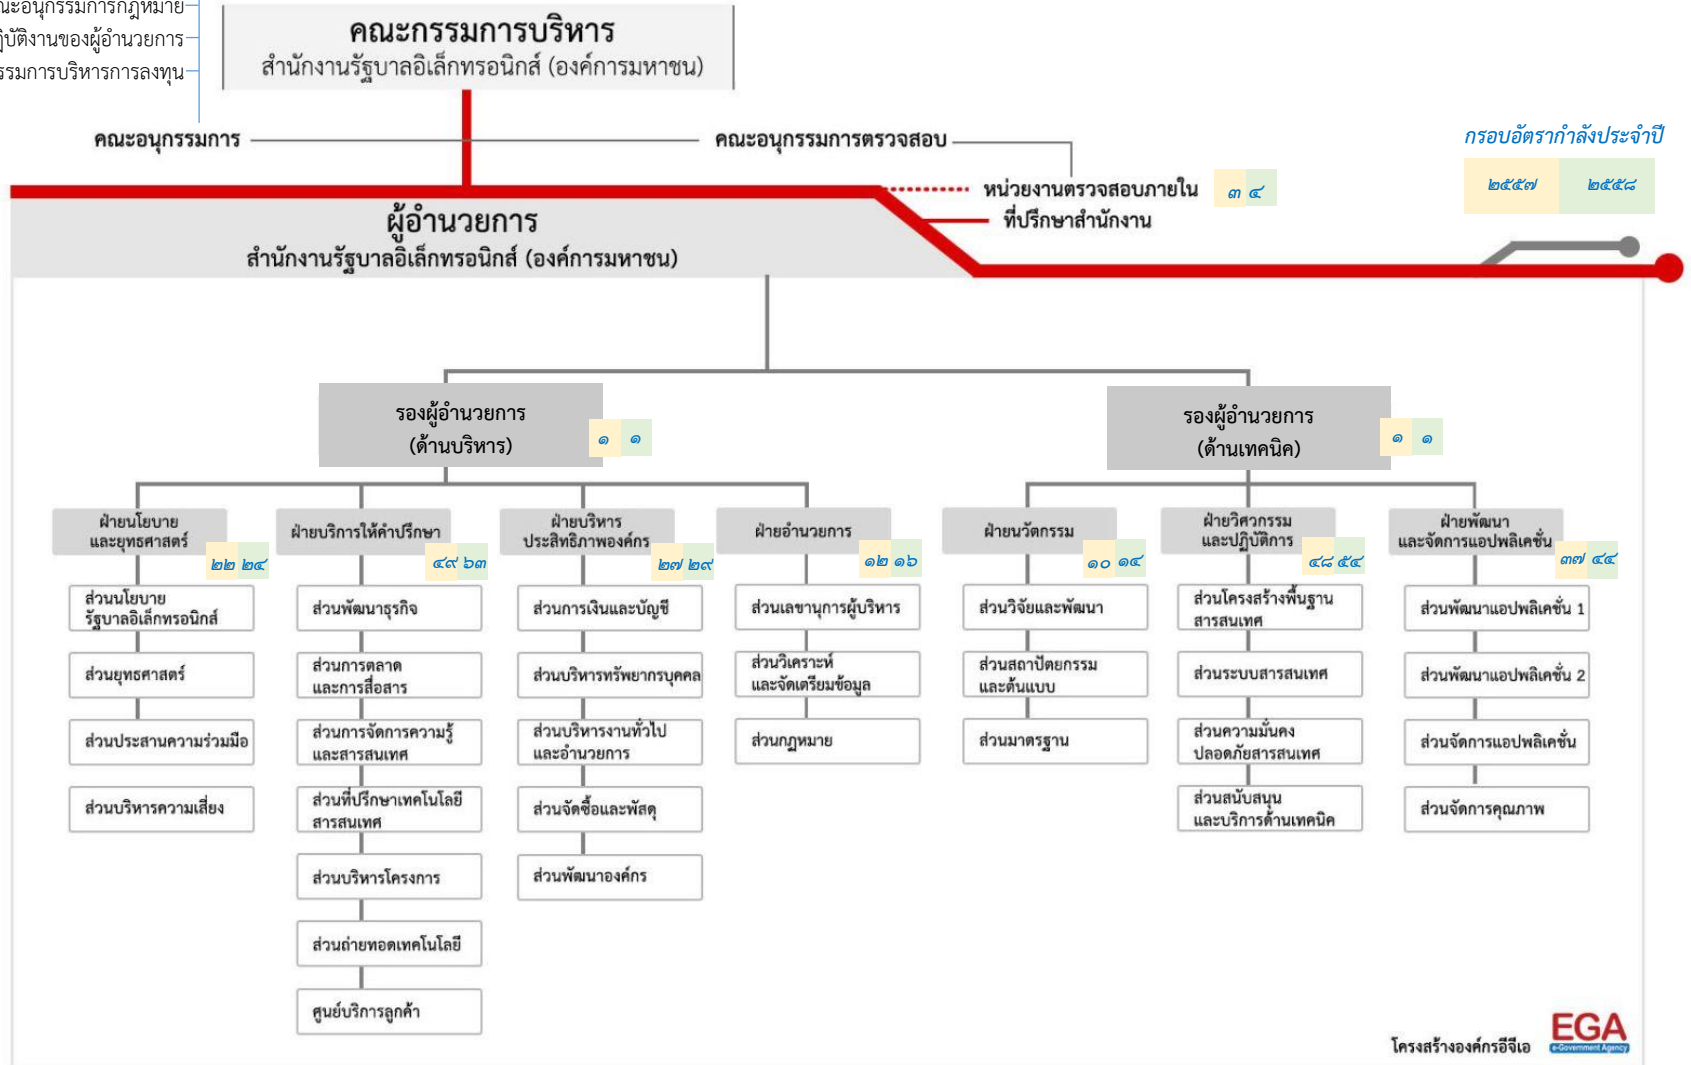 คณะอนุกรรมการกฎหมาย
ปฏิบัติงานของผู้อำนวยการ
กรรมการบริหารการลงทุน
คณะกรรมการบริหาร
สำนักงานรัฐบาลอิเล็กทรอนิกส์ (องค์การมหาชน)
คณะอนุกรรมการ
คณะอนุกรรมการตรวจสอบ
กรอบอัตรากำลังประจำปี
๒๕๕๗ ๒๕๕๘
หน่วยงานตรวจสอบภายใน ๓ ๔
ที่ปรึกษาสำนักงาน
ผู้อำนวยการ
สำนักงานรัฐบาลอิเล็กทรอนิกส์ (องค์การมหาชน)
รองผู้อำนวยการ
(ด้านบริหาร)
๑ ๑
รองผู้อำนวยการ
(ด้านเทคนิค)
๑ ๑
ฝ่ายนโยบาย
และยุทธศาสตร์
๒๒ ๒๔
ส่วนนโยบาย
รัฐบาลอิเล็กทรอนิกส์
ส่วนยุทธศาสตร์
ส่วนประสานความร่วมมือ
ส่วนบริหารความเสี่ยง
ฝ่ายบริการให้คำปรึกษา
๔๙ ๖๓
ส่วนพัฒนาธุรกิจ
ส่วนการตลาด
และการสื่อสาร
ส่วนการจัดการความรู้
และสารสนเทศ
ส่วนที่ปรึกษาเทคโนโลยี
สารสนเทศ
ส่วนบริหารโครงการ
ส่วนถ่ายทอดเทคโนโลยี
ศูนย์บริการลูกค้า
ฝ่ายบริหาร
ประสิทธิภาพองค์กร
๒๗ ๒๙
ส่วนการเงินและบัญชี
ส่วนบริหารทรัพยากรบุคคล
ส่วนบริหารงานทั่วไป
และอำนวยการ
ส่วนจัดซื้อและพัสดุ
ส่วนพัฒนาองค์กร
ฝ่ายอำนวยการ
๑๒ ๑๖
ส่วนเลขานุการผู้บริหาร
ส่วนวิเคราะห์
และจัดเตรียมข้อมูล
ส่วนกฎหมาย
ฝ่ายนวัตกรรม
๑๐ ๑๔
ส่วนวิจัยและพัฒนา
ส่วนสถาปัตยกรรม
และต้นแบบ
ส่วนมาตรฐาน
ฝ่ายวิศวกรรม
และปฏิบัติการ
๔๘ ๕๔
ส่วนโครงสร้างพื้นฐาน
สารสนเทศ
ส่วนระบบสารสนเทศ
ส่วนความมั่นคง
ปลอดภัยสารสนเทศ
ส่วนสนับสนุน
และบริการด้านเทคนิค
ฝ่ายพัฒนา
และจัดการแอปพลิเคชั่น
๓๗ ๔๔
ส่วนพัฒนาแอปพลิเคชั่น 1
ส่วนพัฒนาแอปพลิเคชั่น 2
ส่วนจัดการแอปพลิเคชั่น
ส่วนจัดการคุณภาพ
โครงสร้างองค์กรอีจีเอ
EGA
e-Government Agency